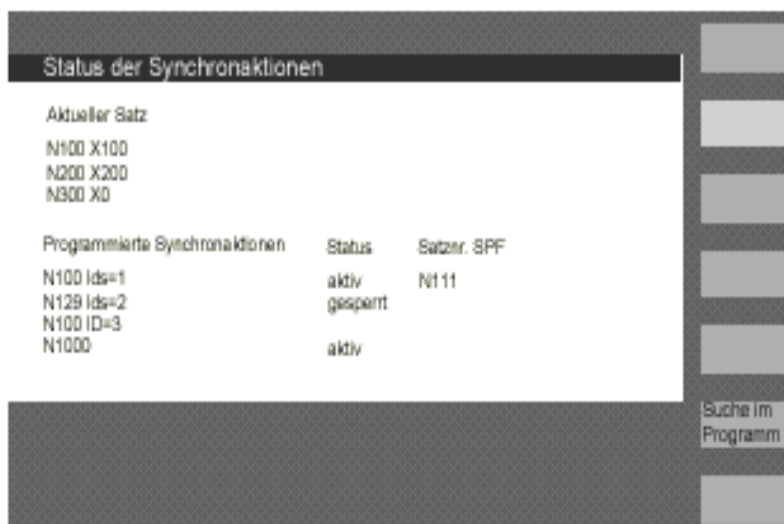 Status der Synchronaktionen
Aktueller Satz
N100 X100
N200 X200
N300 X0
Programmierte Synchronaktionen Status Satznr. SPF
N100 Ids=1 aktiv N111
N129 Ids=2 gesperrt
N100 ID=3
N1000 aktiv
Suche im
Programm